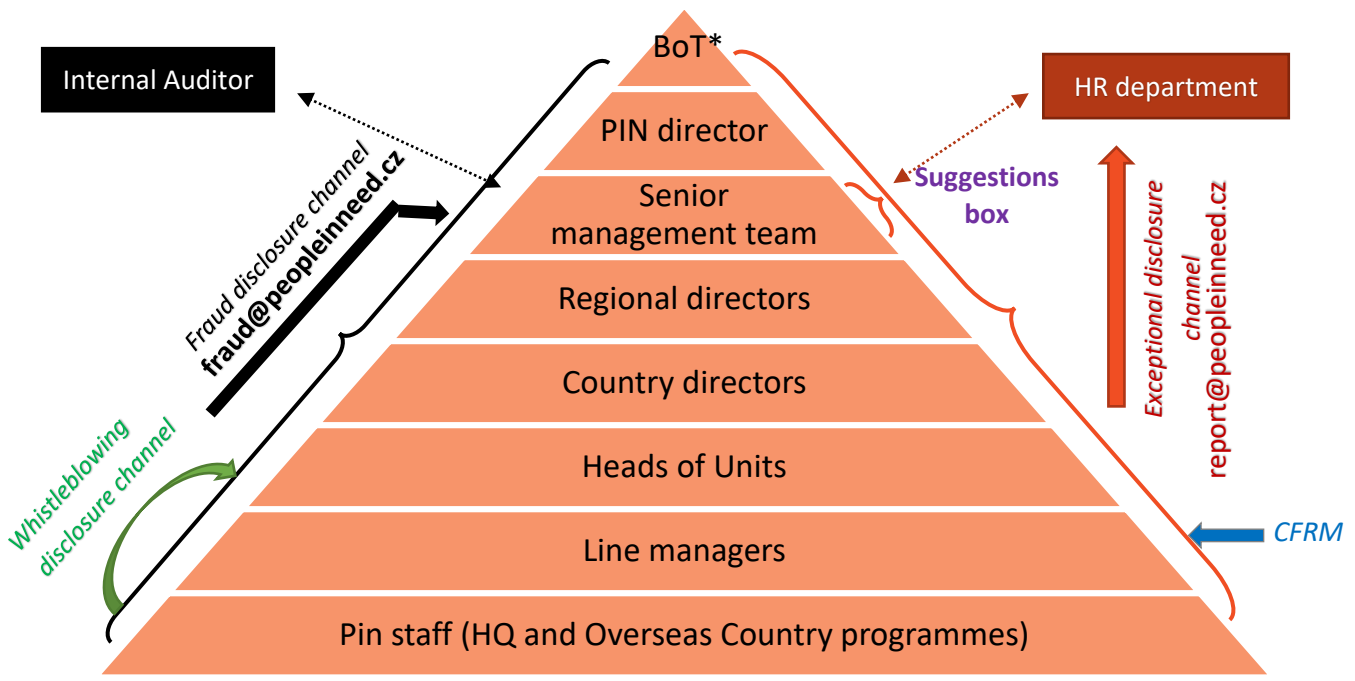 BoT*
Internal Auditor
HR department
PIN director
Fraud disclosure channel
fraud@peopleinneed.cz
Suggestions
box
Senior
management team
Exceptional disclosure
channel
report@peopleinneed.cz
Regional directors
Country directors
Whistleblowing
disclosure channel
Heads of Units
CFRM
Line managers
Pin staff (HQ and Overseas Country programmes)